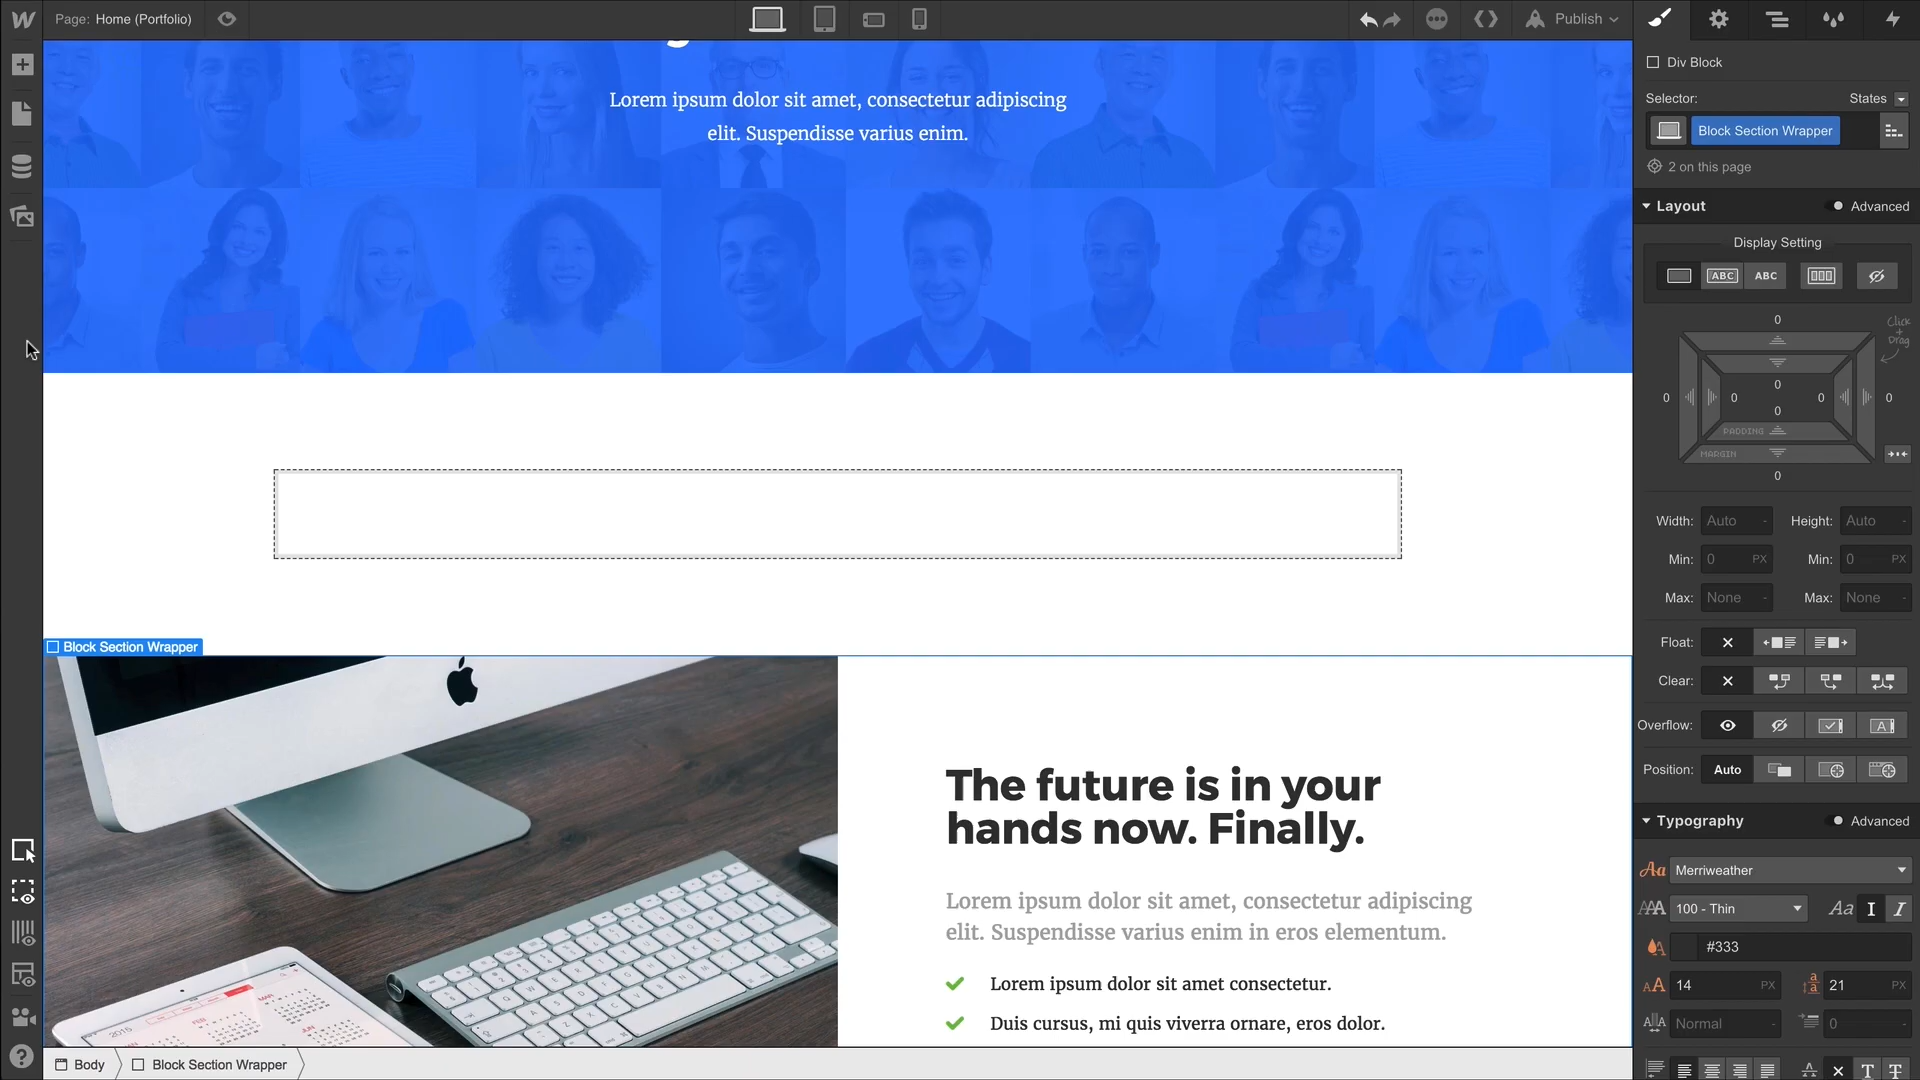 Page: Home (Portfolio)
Publish
Div Block
Selector:
States
Block Section Wrapper
2 on this page
Layout
Advanced
Display Setting
ABC
ABC
0
Click
+
Drag
0
0
0
0
0
0
PADDING
MARGIN
0
Width:
Auto
-
Height:
Auto
-
Min:
0
PX
Min:
0
PX
Max:
None
-
Max:
None
-
Float:
Clear:
Overflow:
Position:
Auto
Typography
Advanced
Merriweather
100 - Thin
#333
14
PX
21
PX
Normal
-
0
-
Lorem ipsum dolor sit amet, consectetur adipiscing
elit. Suspendisse varius enim.
Block Section Wrapper
The future is in your
hands now. Finally.
Lorem ipsum dolor sit amet, consectetur adipiscing
elit. Suspendisse varius enim in eros elementum.
Lorem ipsum dolor sit amet consectetur.
Duis cursus, mi quis viverra ornare, eros dolor.
Body
Block Section Wrapper